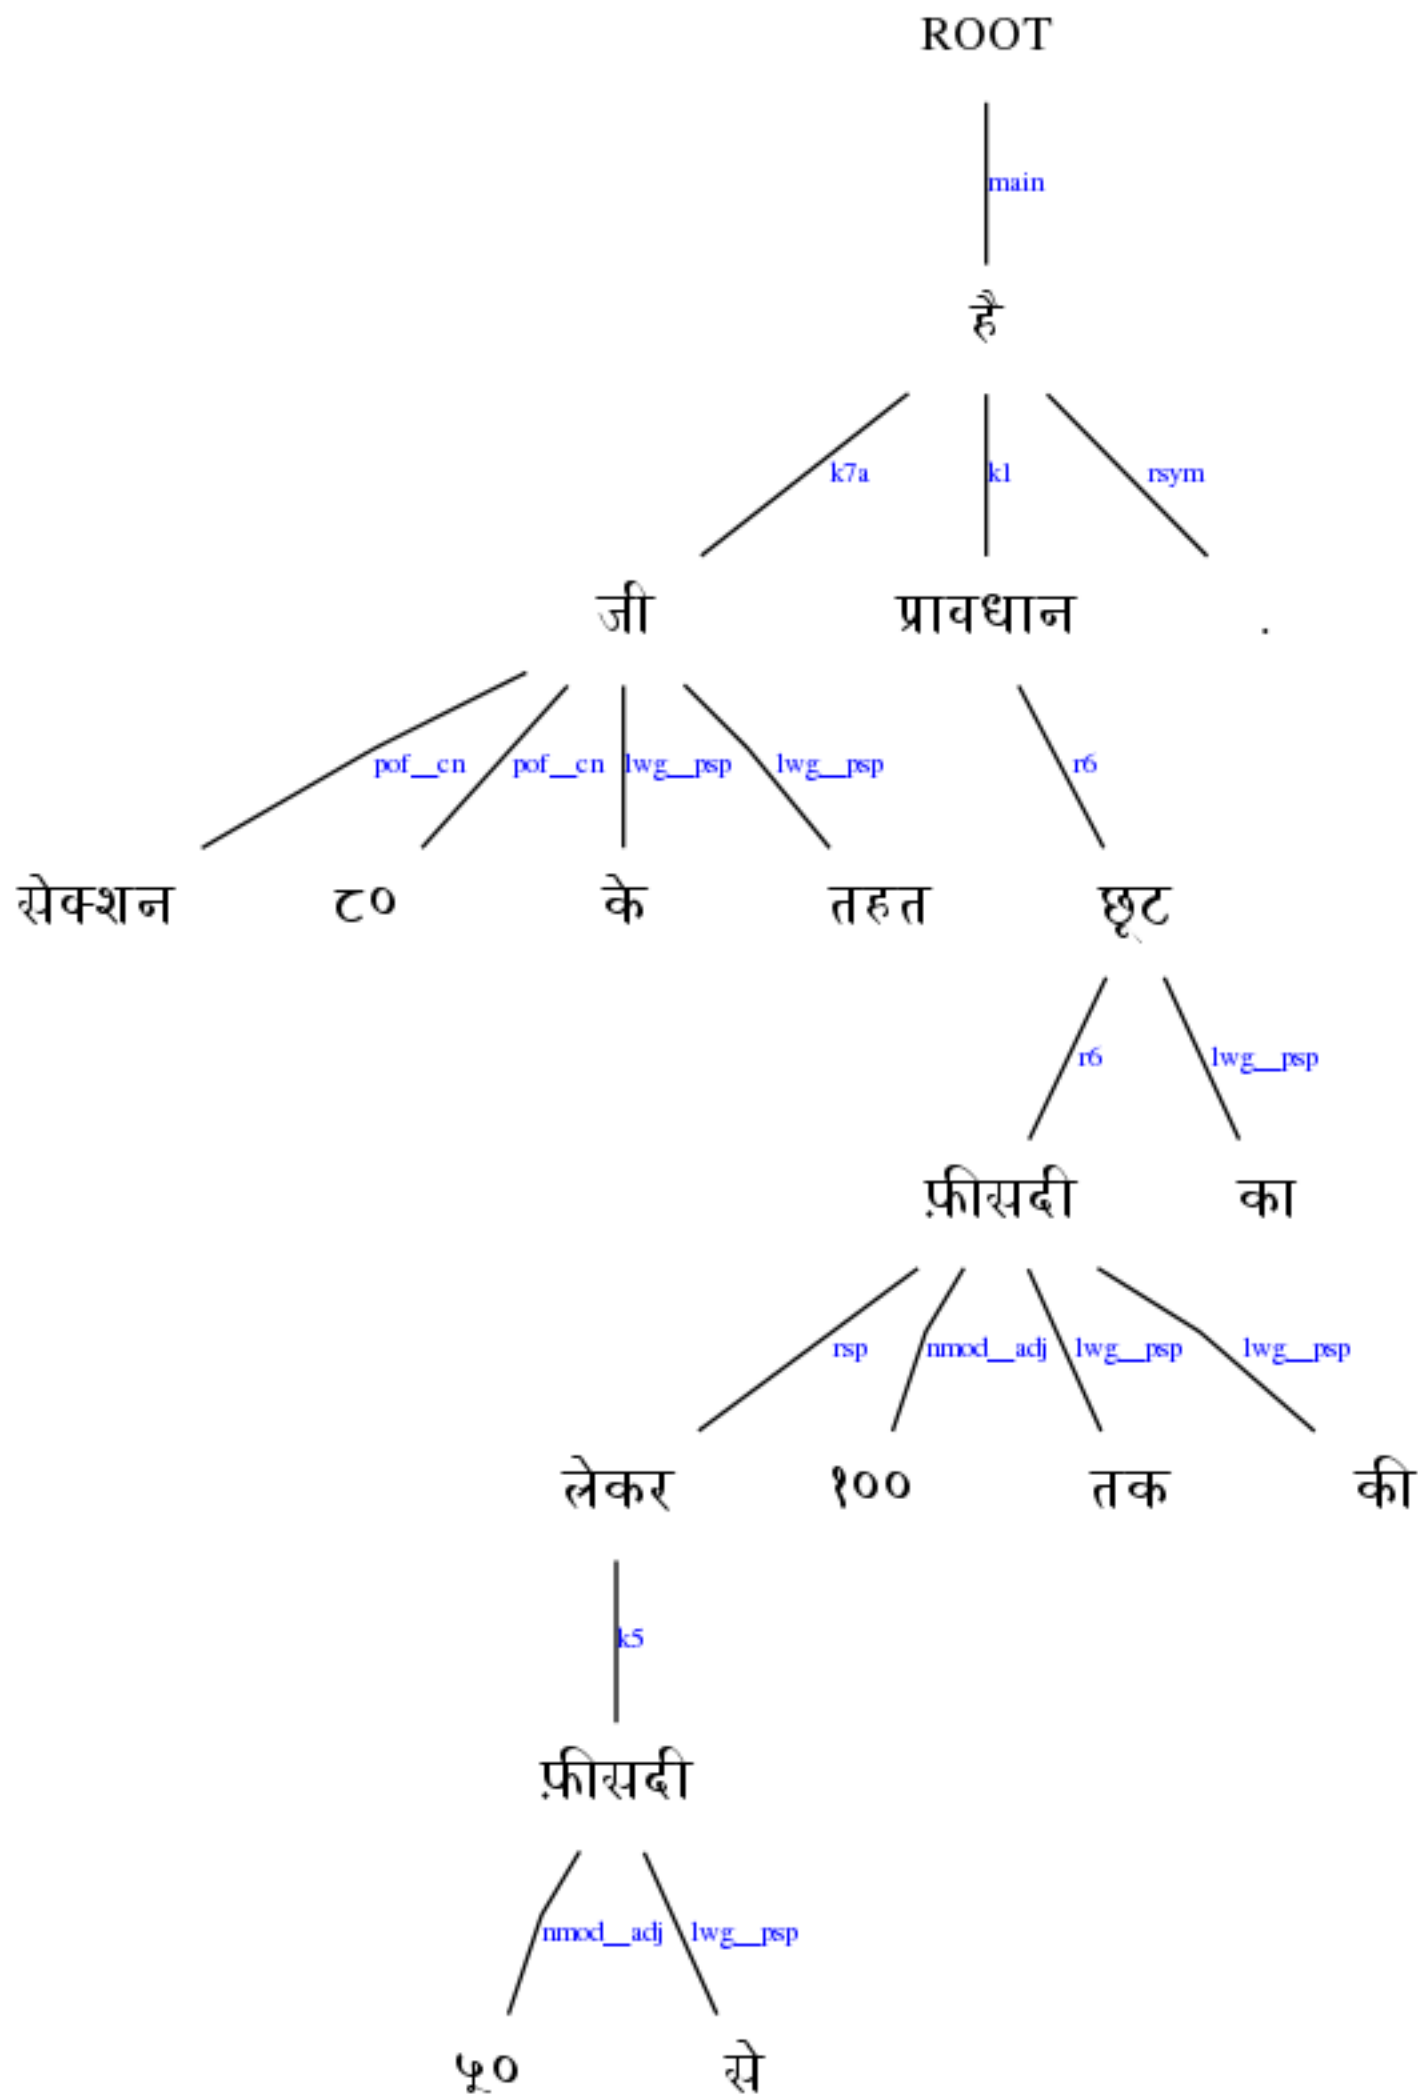 ROOT
main
है
k7a k1 rsym
जी प्रावधान .
pof__cn pof__cn lwg__psp lwg__psp r6
सेक्शन ८० के तहत छूट
r6 lwg__psp
फ़ीसदी का
rsp nmod__adj lwg__psp lwg__psp
लेकर १०० तक की
k5
फ़ीसदी
nmod__adj lwg__psp
५० से